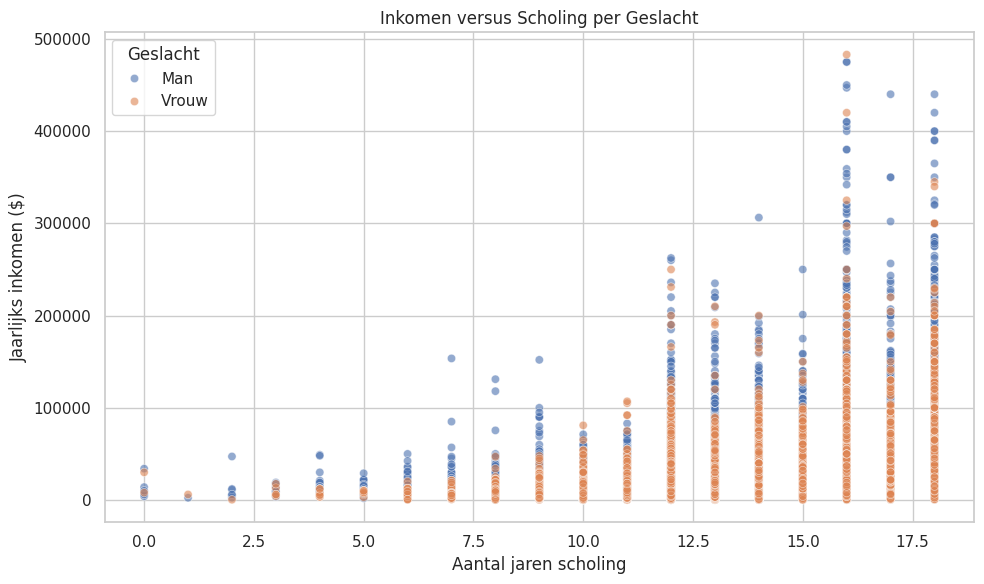 Inkomen versus Scholing per Geslacht
500000
400000
300000
200000
100000
0
Jaarlijks inkomen ($)
Geslacht
Man
Vrouw
0.0 2.5 5.0 7.5 10.0 12.5 15.0 17.5
Aantal jaren scholing